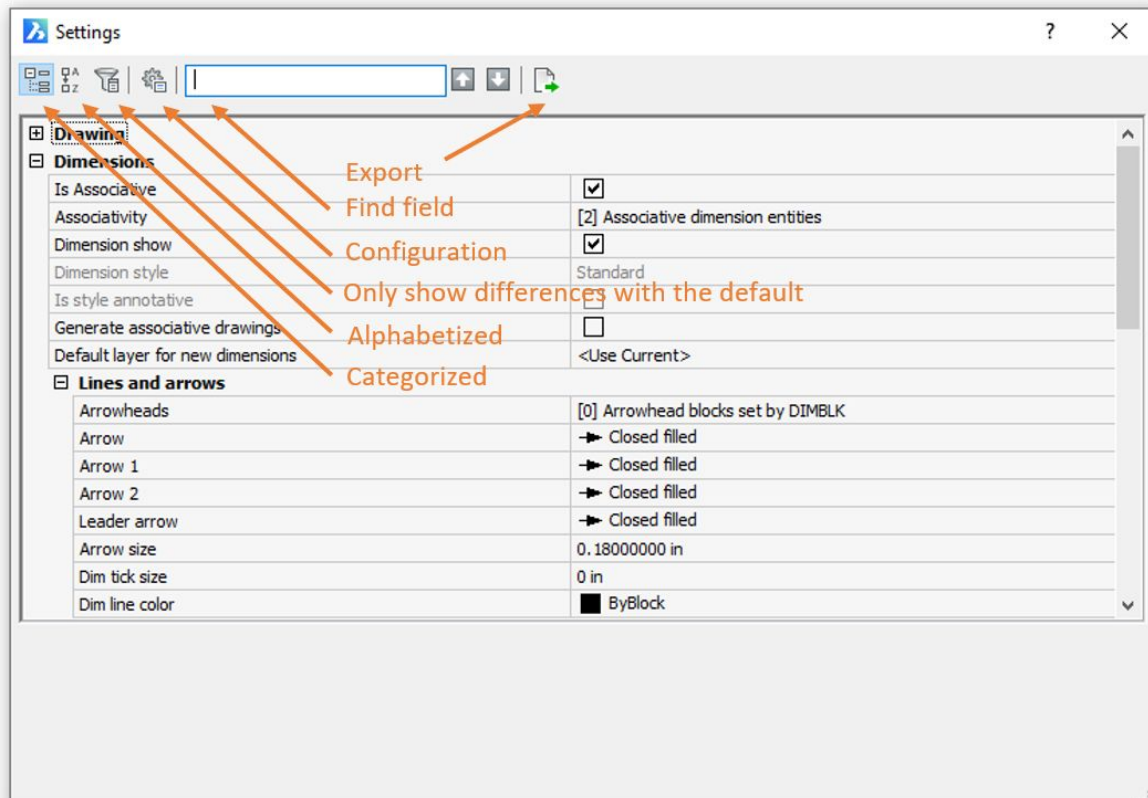 Settings
?
A
Z
Drawing
Dimensions
Export
Is Associative
Find field
Associativity [2] Associative dimension entities
Dimension show
Configuration
Dimension style Standard
Only show differences with the default
Is style annotative
Generate associative drawings
Alphabetized
Default layer for new dimensions <Use Current>
Categorized
Lines and arrows
Arrowheads [0] Arrowhead blocks set by DIMBLK
Arrow Closed filled
Arrow 1 Closed filled
Arrow 2 Closed filled
Leader arrow Closed filled
Arrow size 0.18000000 in
Dim tick size 0 in
Dim line color ByBlock